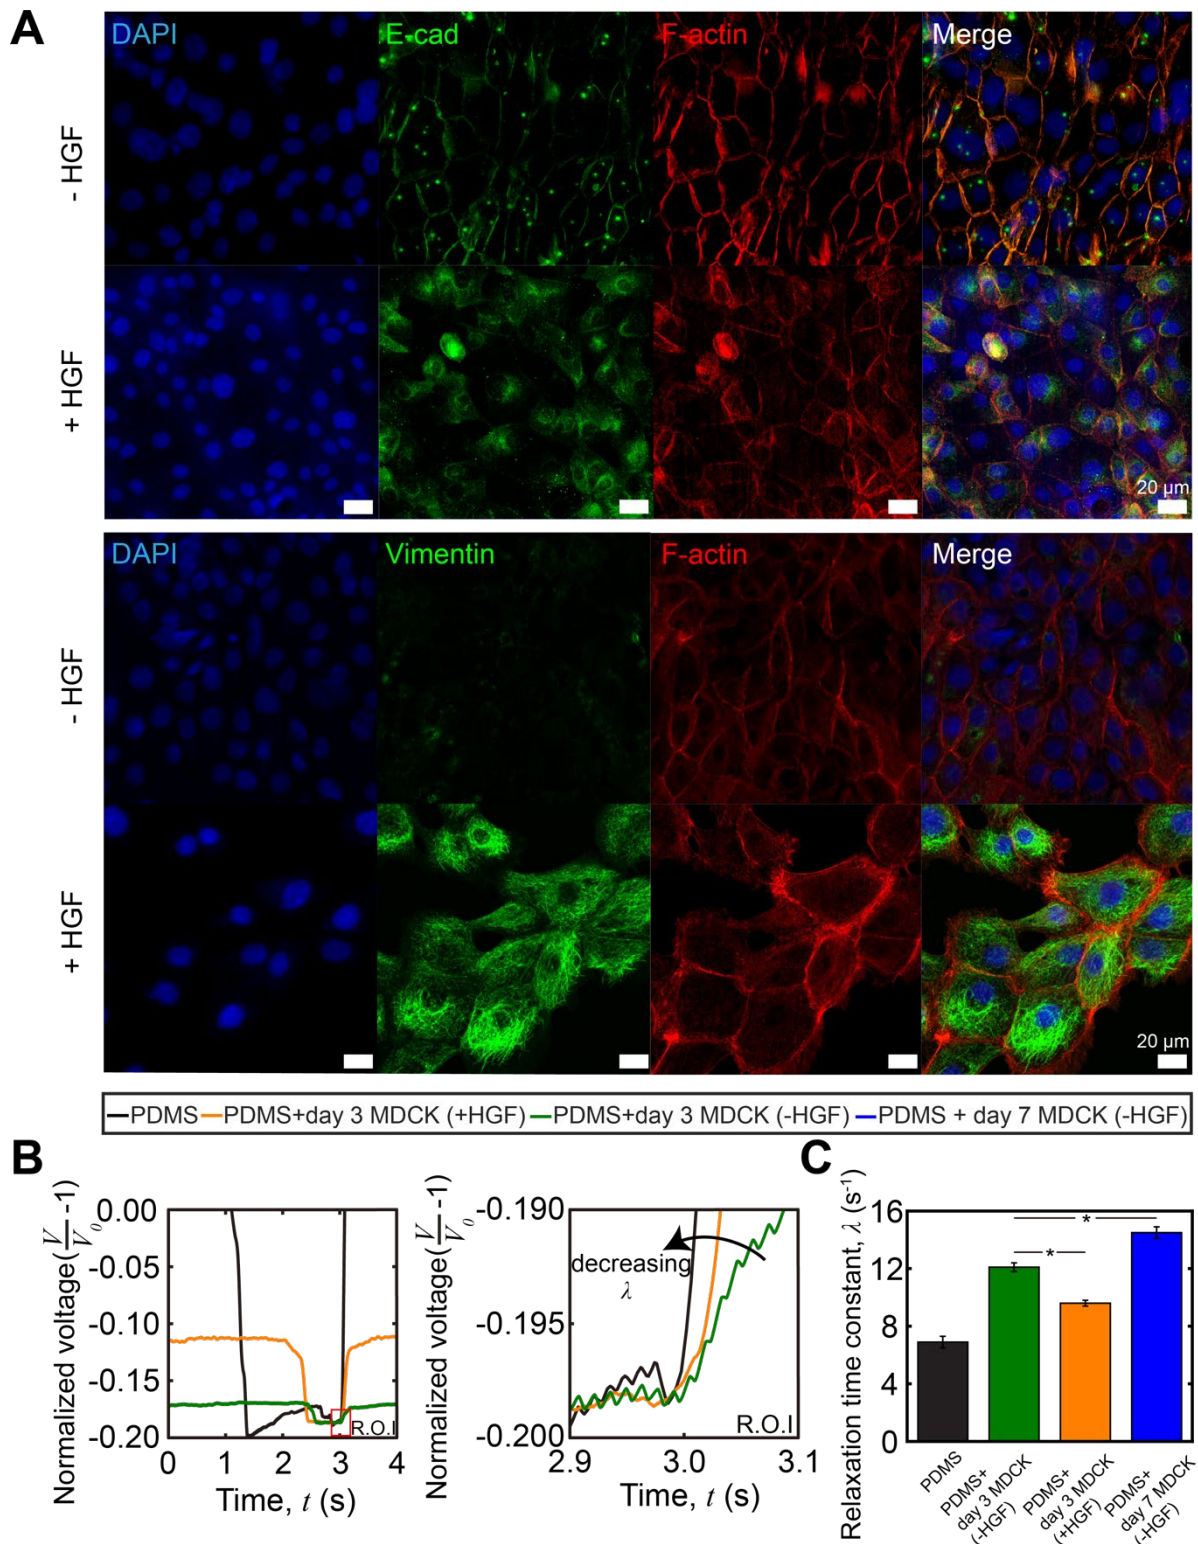 A
DAPI E-cad F-actin Merge
- HGF
+ HGF
20 µm
DAPI Vimentin F-actin Merge
- HGF
+ HGF
20 µm
PDMS PDMS+day 3 MDCK (+HGF) PDMS+day 3 MDCK (-HGF) PDMS + day 7 MDCK (-HGF)
B
Normalized voltage(V/V₀ -1)
0.00
-0.05
-0.10
-0.15
-0.20
R.O.I
0 1 2 3 4
Time, t (s)
Normalized voltage(V/V₀ -1)
-0.190
-0.195
-0.200
decreasing
λ
R.O.I
2.9 3.0 3.1
Time, t (s)
C
Relaxation time constant, λ (s⁻¹)
16
12
8
4
0
*
*
PDMS
PDMS+
day 3 MDCK
(-HGF)
PDMS+
day 3 MDCK
(+HGF)
PDMS+
day 7 MDCK
(-HGF)